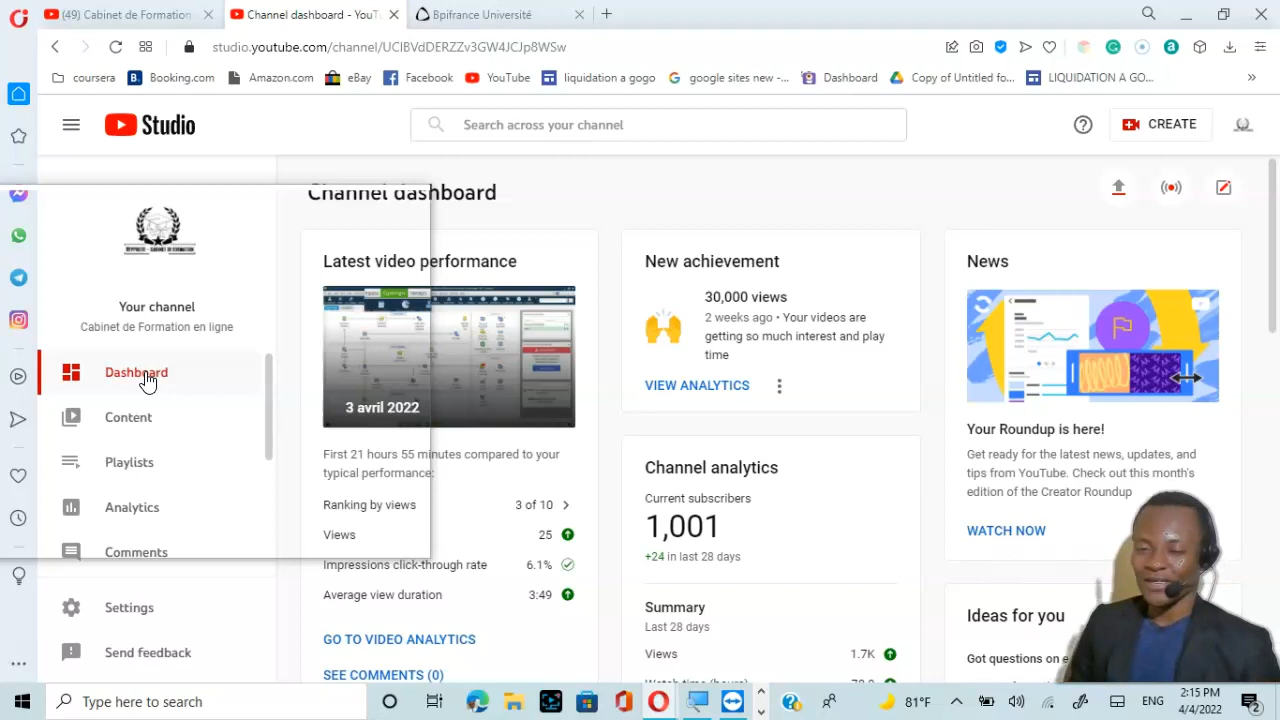 (49) Cabinet de Formation
Channel dashboard - YouT
Bpifrance Université
studio.youtube.com/channel/UCIBVdDERZZv3GW4JCJp8WSw
coursera
Booking.com
Amazon.com
eBay
Facebook
YouTube
liquidation a gogo
google sites new -...
Dashboard
Copy of Untitled fo...
LIQUIDATION A GO...
Studio
Search across your channel
CREATE
Channel dashboard
Your channel
Cabinet de Formation en ligne
Dashboard
Content
Playlists
Analytics
Comments
Settings
Send feedback
Latest video performance
3 avril 2022
First 21 hours 55 minutes compared to your
typical performance:
Ranking by views 3 of 10
Views 25
Impressions click-through rate 6.1%
Average view duration 3:49
GO TO VIDEO ANALYTICS
SEE COMMENTS (0)
New achievement
30,000 views
2 weeks ago • Your videos are
getting so much interest and play
time
VIEW ANALYTICS
Channel analytics
Current subscribers
1,001
+24 in last 28 days
Summary
Last 28 days
Views 1.7K
News
Your Roundup is here!
Get ready for the latest news, updates, and
tips from YouTube. Check out this month's
edition of the Creator Roundup
WATCH NOW
Ideas for you
Got questions on
Type here to search
81°F
ENG
2:15 PM
4/4/2022
2